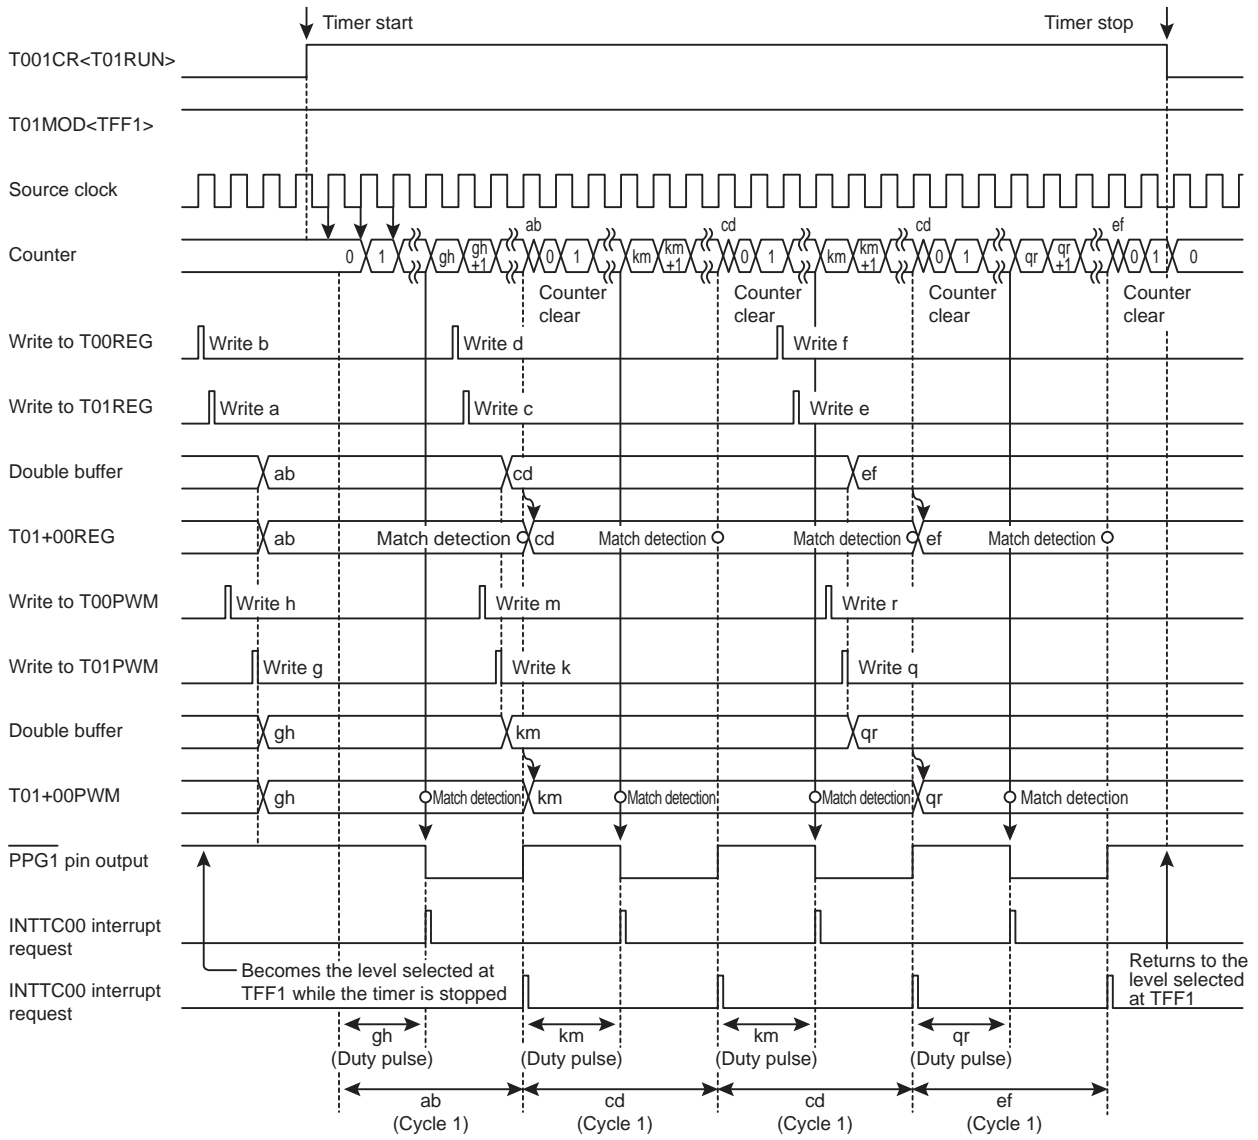 Timer start Timer stop
T001CR<T01RUN>
T01MOD<TFF1>
Source clock
ab cd cd ef
Counter 0 1 gh gh+1 0 1 km km+1 0 1 km km+1 0 1 qr qr+1 0 1 0
Counter clear Counter clear Counter clear Counter clear
Write to T00REG Write b Write d Write f
Write to T01REG Write a Write c Write e
Double buffer ab cd ef
T01+00REG ab Match detection cd Match detection Match detection ef Match detection
Write to T00PWM Write h Write m Write r
Write to T01PWM Write g Write k Write q
Double buffer gh km qr
T01+00PWM gh Match detection km Match detection Match detection qr Match detection
PPG1 pin output
INTTC00 interrupt
request
Becomes the level selected at
TFF1 while the timer is stopped
Returns to the
level selected
at TFF1
INTTC00 interrupt
request
gh km km qr
(Duty pulse) (Duty pulse) (Duty pulse) (Duty pulse)
ab cd cd ef
(Cycle 1) (Cycle 1) (Cycle 1) (Cycle 1)